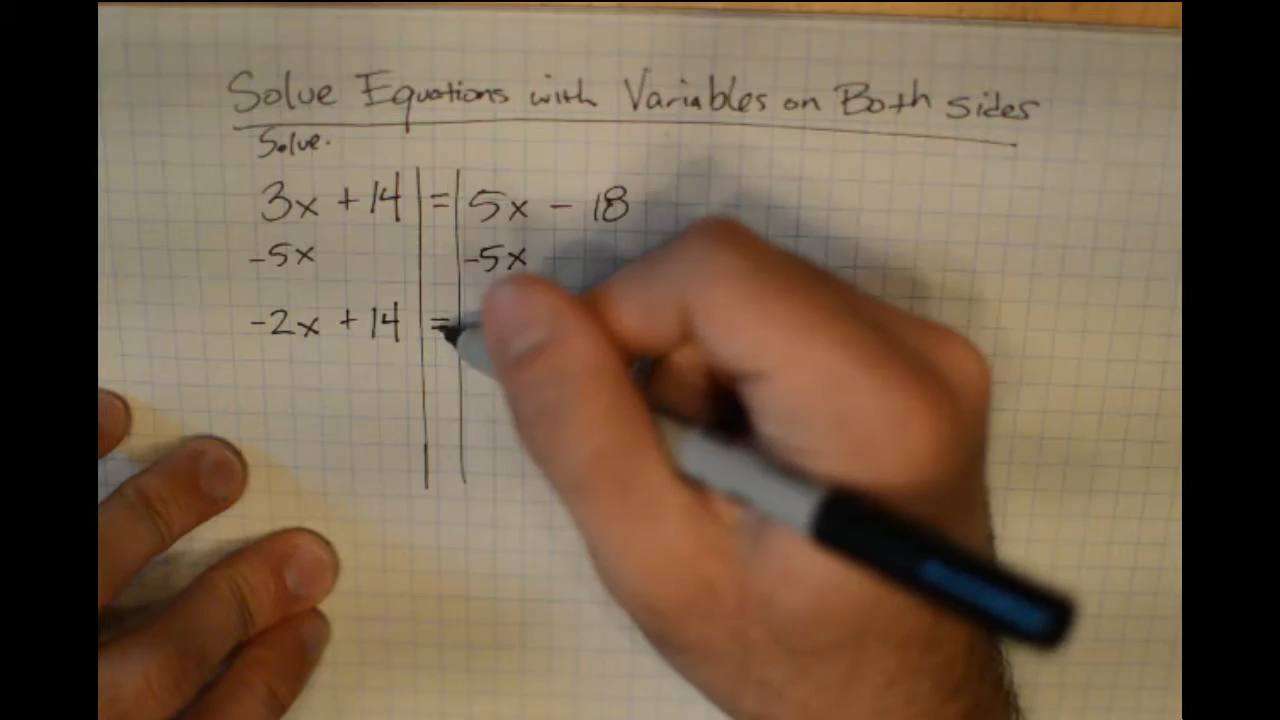 Solve Equations with Variables on Both sides
Solve.
3x + 14 = 5x - 18
-5x -5x
-2x + 14 =